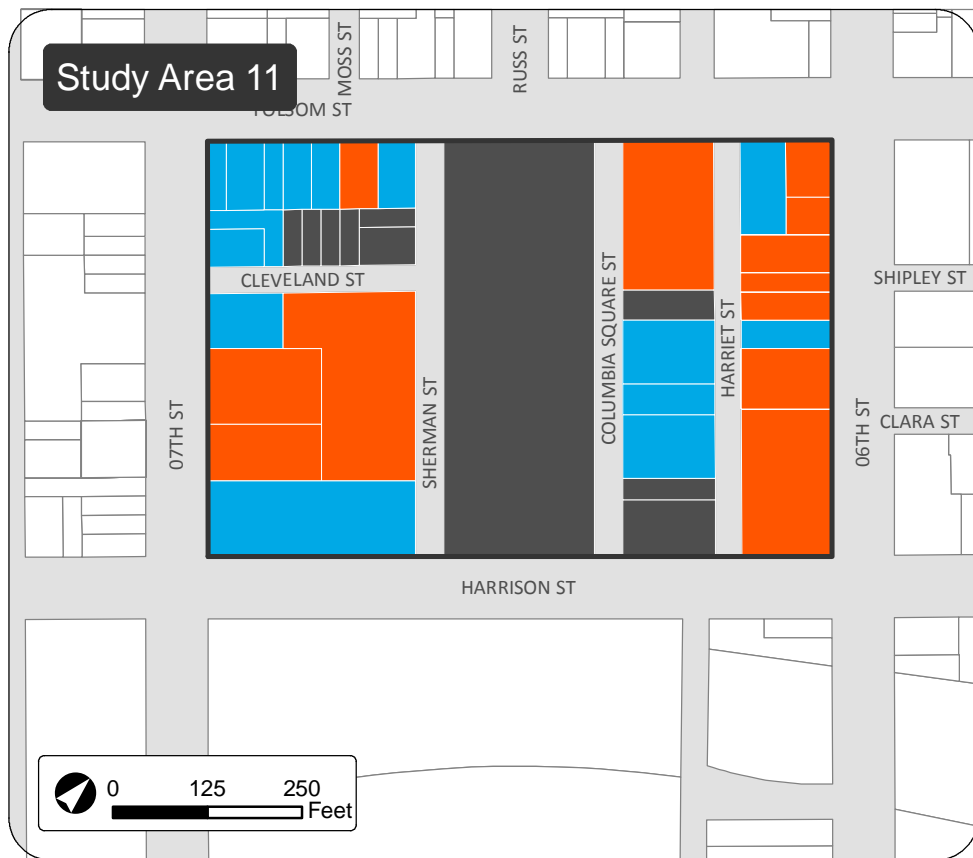 Study Area 11
MOSS ST
RUSS ST
FOLSOM ST
CLEVELAND ST
SHERMAN ST
COLUMBIA SQUARE ST
HARRIET ST
SHIPLEY ST
07TH ST
06TH ST
CLARA ST
HARRISON ST
0 125 250
Feet